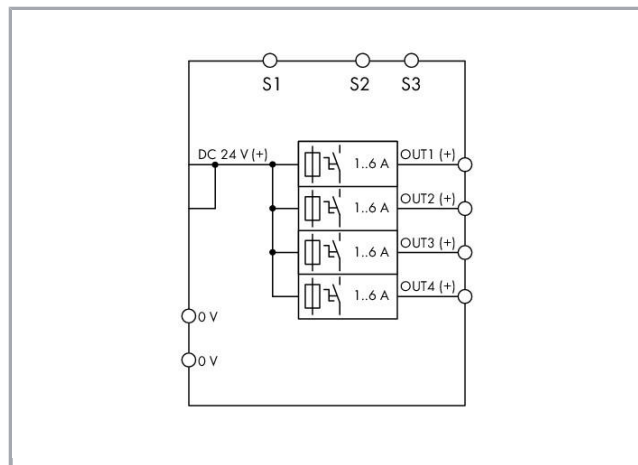 S1 S2 S3
DC 24 V (+)
1..6 A OUT1 (+)
1..6 A OUT2 (+)
1..6 A OUT3 (+)
1..6 A OUT4 (+)
0 V
0 V